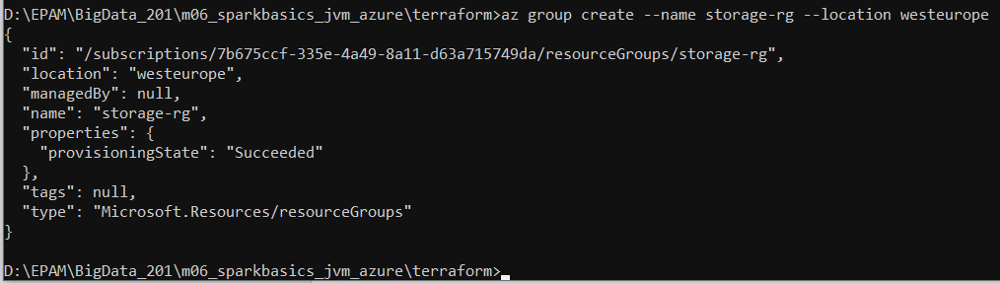 D:\EPAM\BigData_201\m06_sparkbasics_jvm_azure\terraform>az group create --name storage-rg --location westeurope
{
  "id": "/subscriptions/7b675ccf-335e-4a49-8a11-d63a715749da/resourceGroups/storage-rg",
  "location": "westeurope",
  "managedBy": null,
  "name": "storage-rg",
  "properties": {
    "provisioningState": "Succeeded"
  },
  "tags": null,
  "type": "Microsoft.Resources/resourceGroups"
}
D:\EPAM\BigData_201\m06_sparkbasics_jvm_azure\terraform>